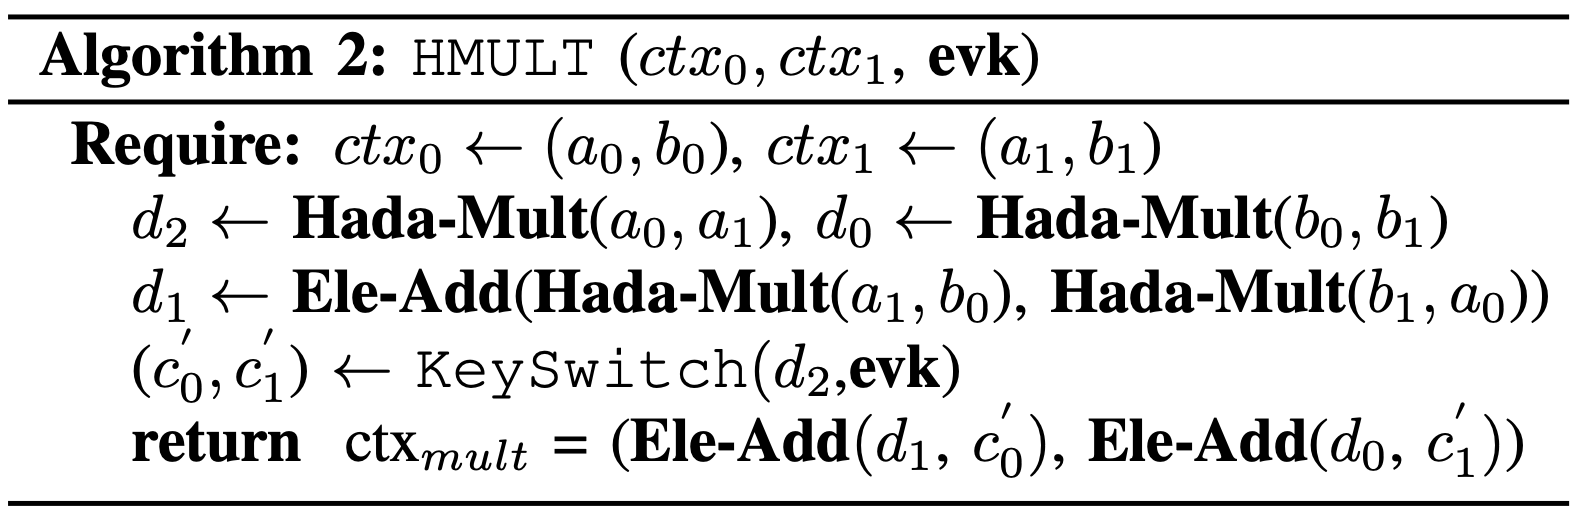 Algorithm 2: HMULT (ctx₀, ctx₁, evk)
Require: ctx₀ ← (a₀, b₀), ctx₁ ← (a₁, b₁)
d₂ ← Hada-Mult(a₀, a₁), d₀ ← Hada-Mult(b₀, b₁)
d₁ ← Ele-Add(Hada-Mult(a₁, b₀), Hada-Mult(b₁, a₀))
(c₀′, c₁′) ← KeySwitch(d₂,evk)
return ctx_mult = (Ele-Add(d₁, c₀′), Ele-Add(d₀, c₁′))